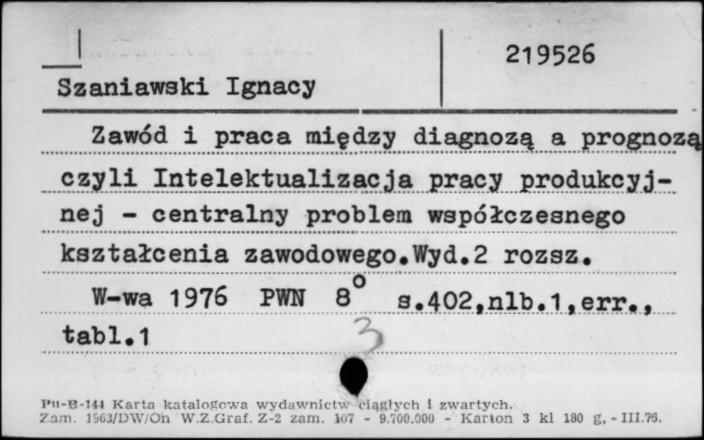 219526
Szaniawski Ignacy
Zawód i praca między diagnozą a prognozą
czyli Intelektualizacja pracy produkcyj-
nej - centralny problem współczesnego
kształcenia zawodowego.Wyd.2 rozsz.
W-wa 1976 PWN 8° s.402,nlb.1,err.,
tabl.1
3
Pu-B-144 Karta katalogowa wydawnictw ciągłych i zwartych.
Zam. 1563/DW/On W.Z.Graf. Z-2 zam. 107 - 9.700.000 - Karton 3 kl 180 g, - III.76.